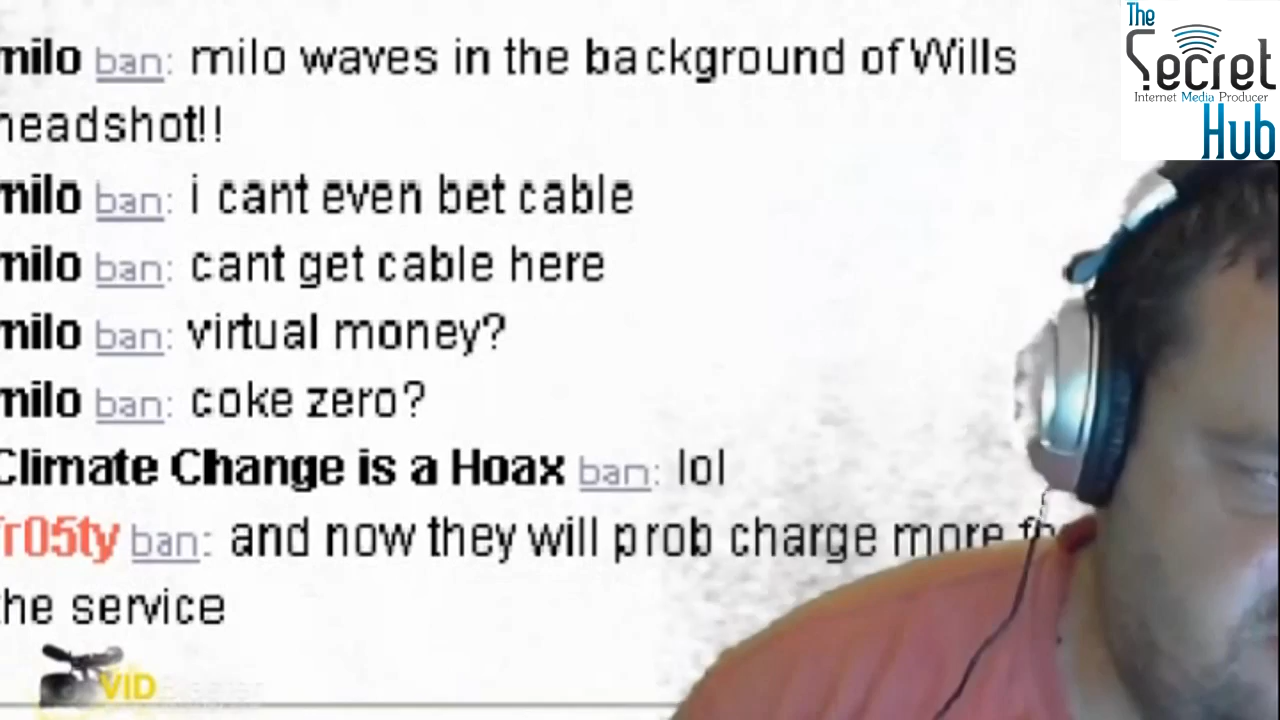 milo ban: milo waves in the background of Wills
headshot!!
milo ban: i cant even bet cable
milo ban: cant get cable here
milo ban: virtual money?
milo ban: coke zero?
Climate Change is a Hoax ban: lol
fr05ty ban: and now they will prob charge more
the service
The
Secret
Internet Media Producer
Hub
VID